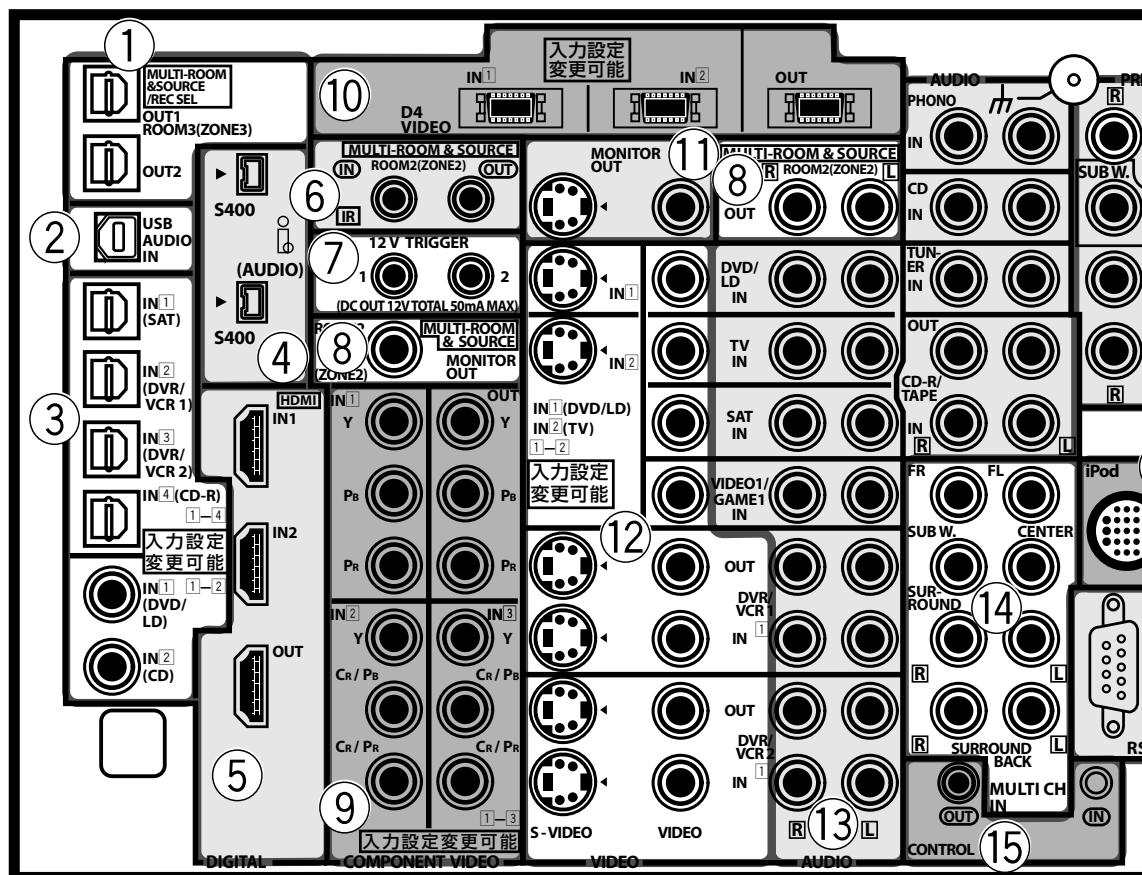 ①
MULTI-ROOM
&SOURCE
/REC SEL
OUT1
ROOM3(ZONE3)
OUT2
②
USB
AUDIO
IN
③
IN1
(SAT)
IN2
(DVR/
VCR 1)
IN3
(DVR/
VCR 2)
IN4(CD-R)
1–4
入力設定
変更可能
IN1 1–2
(DVD/
LD)
IN2
(CD)
S400
(AUDIO)
S400
④
HDMI
IN1
IN2
OUT
⑤
DIGITAL
⑩
D4
VIDEO
IN1
入力設定
変更可能
IN2
OUT
MULTI-ROOM & SOURCE
IN ROOM2(ZONE2) OUT
⑥
IR
⑦
12 V TRIGGER
1 2
(DC OUT 12V TOTAL 50mA MAX)
⑧
(ZONE2)
MULTI-ROOM
& SOURCE
MONITOR
OUT
IN1 OUT
Y Y
PB PB
PR PR
IN2 IN3
Y Y
CR / PB CR / PB
CR / PR CR / PR
⑨
1–3
入力設定変更可能
COMPONENT VIDEO
MONITOR
OUT
⑪
MULTI-ROOM & SOURCE
⑧
R ROOM2(ZONE2) L
OUT
IN1
IN2
IN1(DVD/LD)
IN2(TV)
1–2
入力設定
変更可能
⑫
DVD/
LD
IN
TV
IN
SAT
IN
VIDEO1/
GAME1
IN
OUT
DVR/
VCR 1
IN 1
OUT
DVR/
VCR 2
IN 1
S-VIDEO VIDEO
R ⑬ L
VIDEO
AUDIO
AUDIO
PHONO
IN
CD
IN
TUN-
ER
IN
OUT
CD-R/
TAPE
IN
R L
FR FL
SUB W. CENTER
SUR-
ROUND
⑭
R L
R L
SURROUND
BACK
MULTI CH
IN
OUT IN
CONTROL ⑮
R
SUB W.
R
iPod